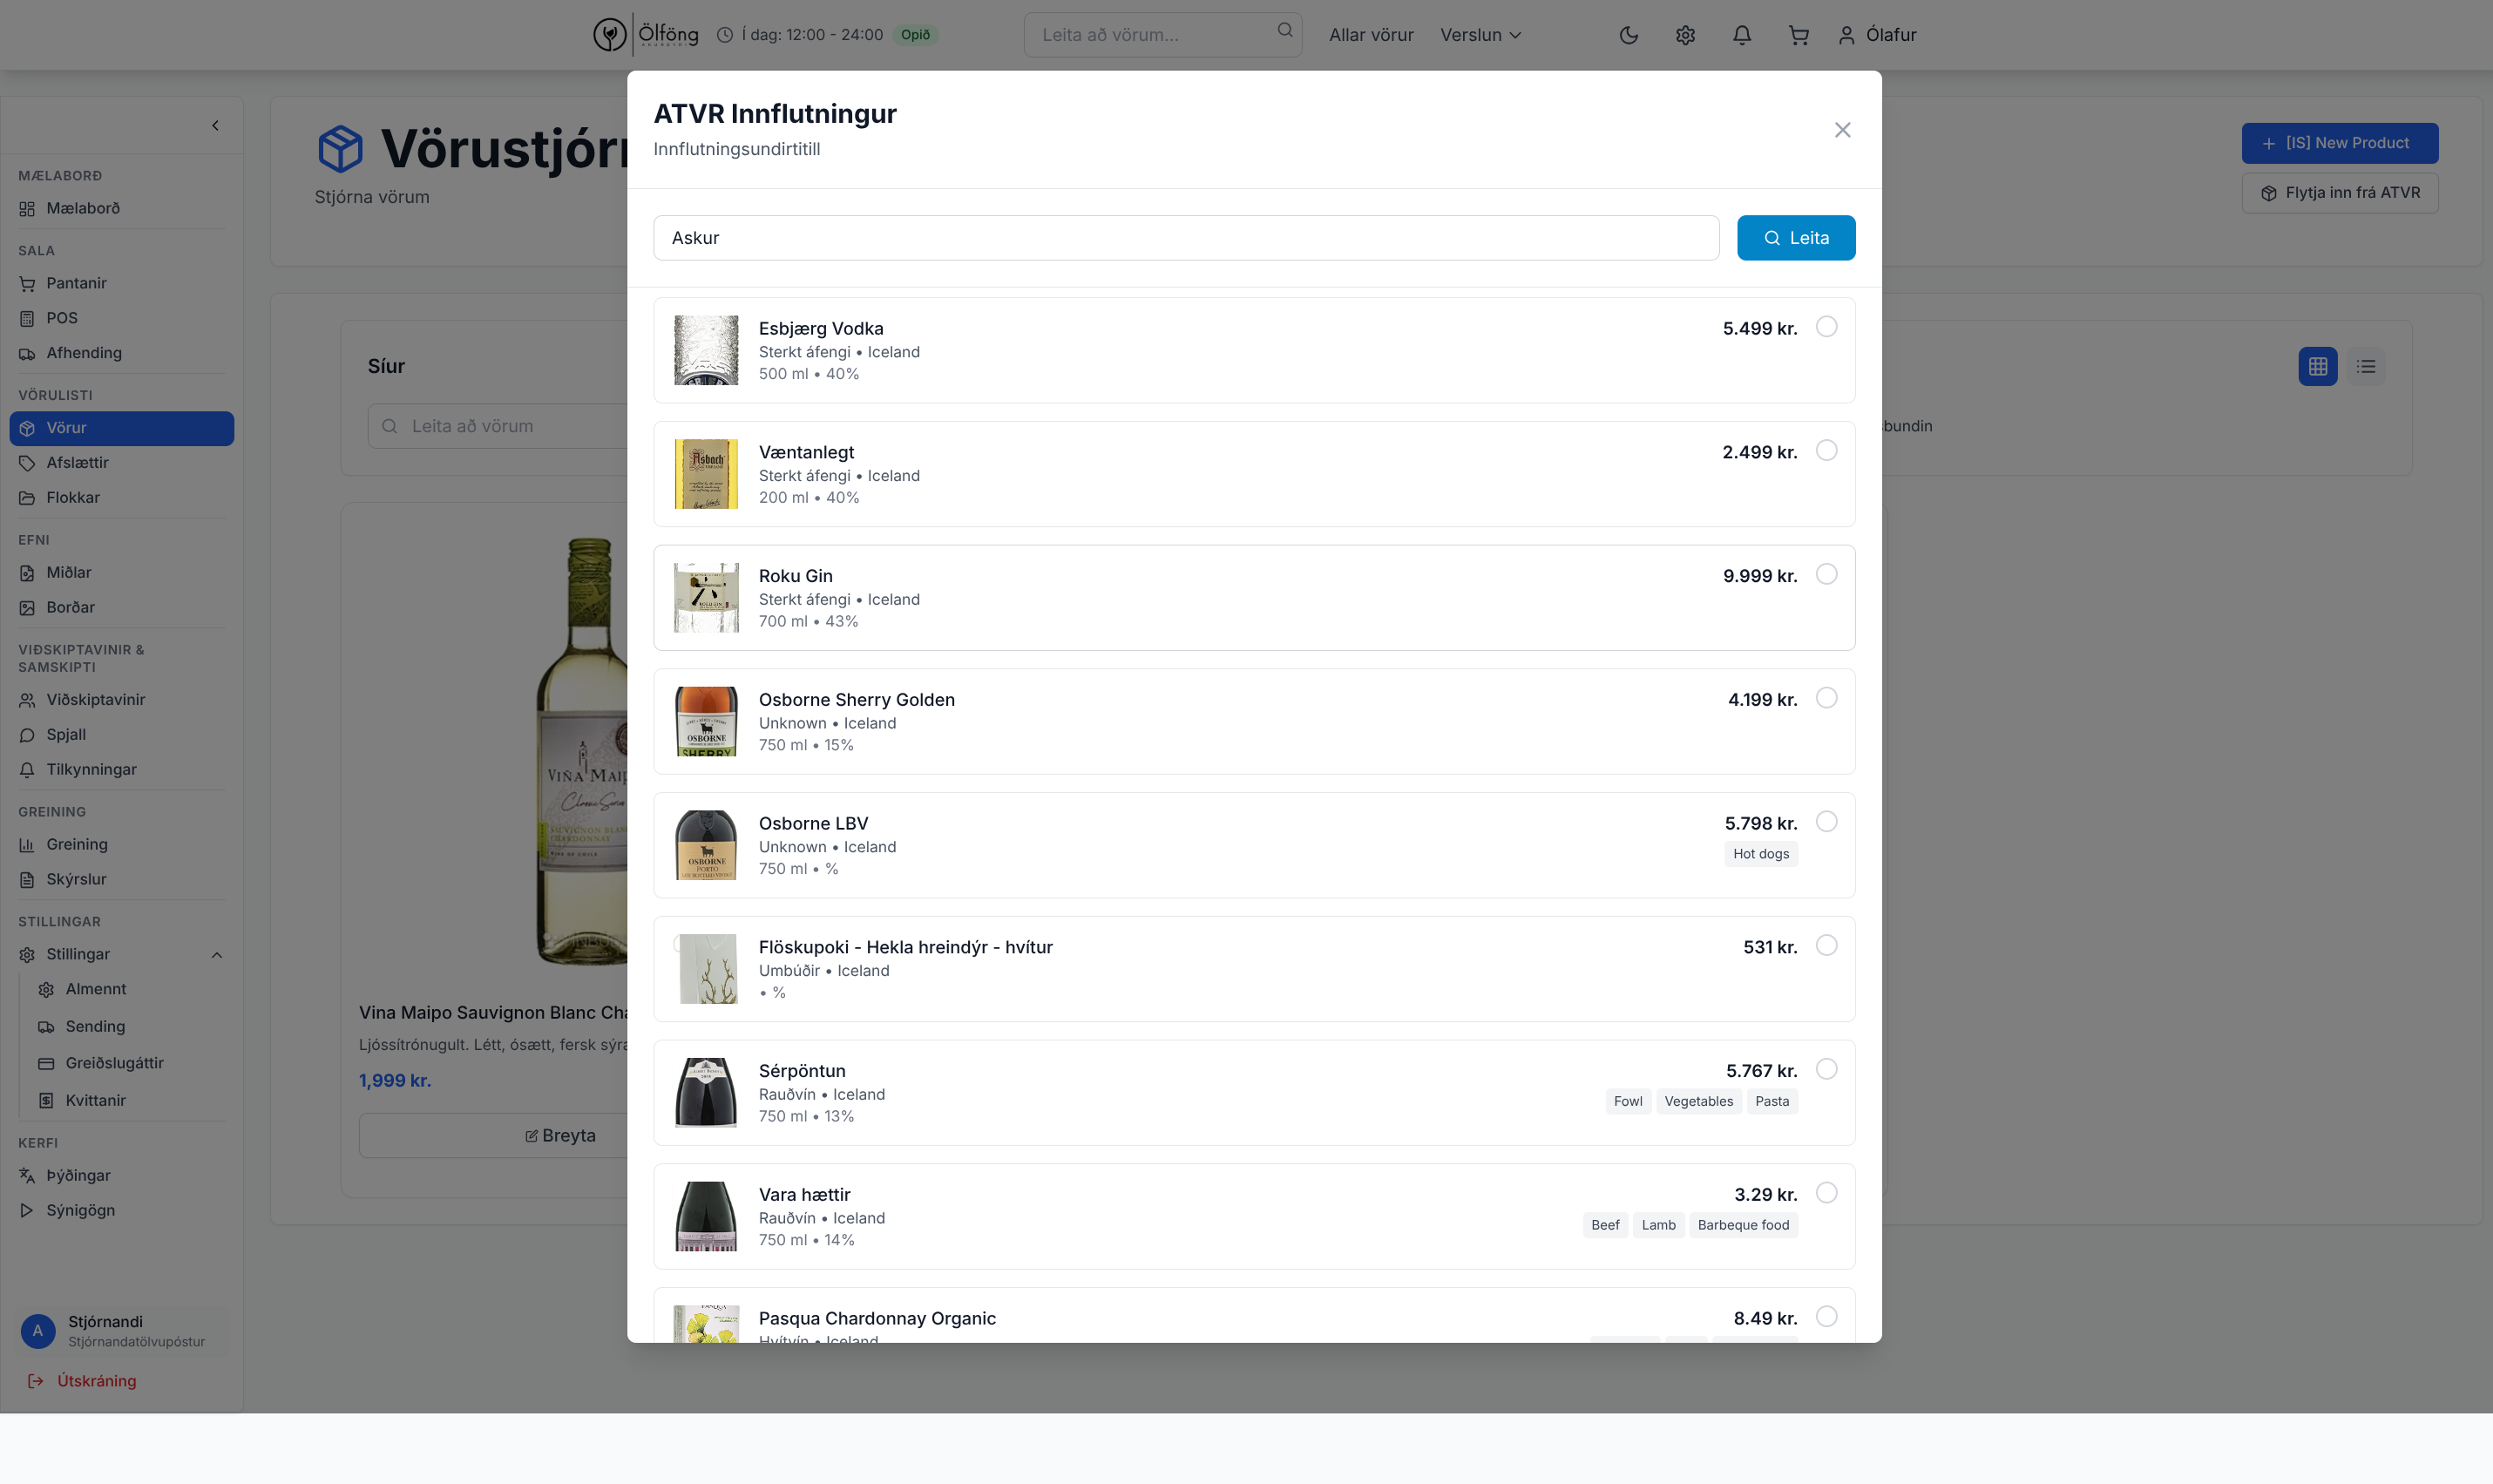 Ölföng
Í dag: 12:00 - 24:00
Opið
Leita að vörum...
Allar vörur
Verslun
Ólafur
MÆLABORÐ
Mælaborð
SALA
Pantanir
POS
Afhending
VÖRULISTI
Vörur
Afslættir
Flokkar
EFNI
Miðlar
Borðar
VIÐSKIPTAVINIR &
SAMSKIPTI
Viðskiptavinir
Spjall
Tilkynningar
GREINING
Greining
Skýrslur
STILLINGAR
Stillingar
Almennt
Sending
Greiðslugáttir
Kvittanir
KERFI
Þýðingar
Sýnigögn
A
Stjórnandi
Stjórnandatölvupóstur
Útskráning
Stjórna vörum
[IS] New Product
Flytja inn frá ATVR
Síur
Leita að vörum
VIÑA MAIPO
Vina Maipo Sauvignon Blanc
Ljóssítrónugult. Létt, ósætt, fersk
1,999 kr.
Breyta
ATVR Innflutningur
Innflutningsundirtitill
Askur
Leita
Esbjærg Vodka
5.499 kr.
Sterkt áfengi • Iceland
500 ml • 40%
Asbach
Væntanlegt
2.499 kr.
Sterkt áfengi • Iceland
200 ml • 40%
Roku Gin
9.999 kr.
Sterkt áfengi • Iceland
700 ml • 43%
OSBORNE
SHERRY
Osborne Sherry Golden
4.199 kr.
Unknown • Iceland
750 ml • 15%
OSBORNE
PORTO
Osborne LBV
5.798 kr.
Unknown • Iceland
Hot dogs
750 ml • %
Flöskupoki - Hekla hreindýr - hvítur
531 kr.
Umbúðir • Iceland
• %
Sérpöntun
5.767 kr.
Rauðvín • Iceland
Fowl
Vegetables
Pasta
750 ml • 13%
Vara hættir
3.29 kr.
Rauðvín • Iceland
Beef
Lamb
Barbeque food
750 ml • 14%
Pasqua Chardonnay Organic
8.49 kr.
Hvítvín • Iceland